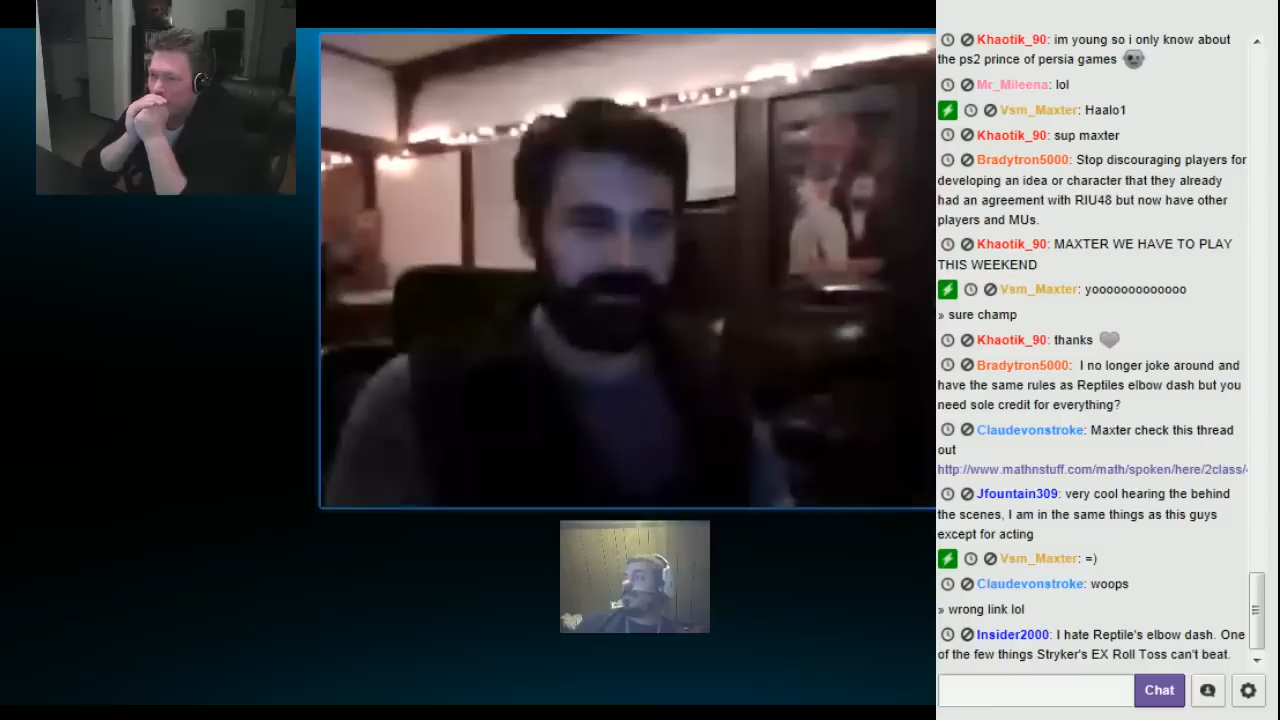 Khaotik_90: im young so i only know about
the ps2 prince of persia games
Mr_Mileena: lol
Vsm_Maxter: Haalo1
Khaotik_90: sup maxter
Bradytron5000: Stop discouraging players for
developing an idea or character that they already
had an agreement with RIU48 but now have other
players and MUs.
Khaotik_90: MAXTER WE HAVE TO PLAY
THIS WEEKEND
Vsm_Maxter: yooooooooooooo
» sure champ
Khaotik_90: thanks
Bradytron5000: I no longer joke around and
have the same rules as Reptiles elbow dash but you
need sole credit for everything?
Claudevonstroke: Maxter check this thread
out
http://www.mathnstuff.com/math/spoken/here/2class/
Jfountain309: very cool hearing the behind
the scenes, I am in the same things as this guys
except for acting
Vsm_Maxter: =)
Claudevonstroke: woops
» wrong link lol
Insider2000: I hate Reptile's elbow dash. One
of the few things Stryker's EX Roll Toss can't beat.
Chat